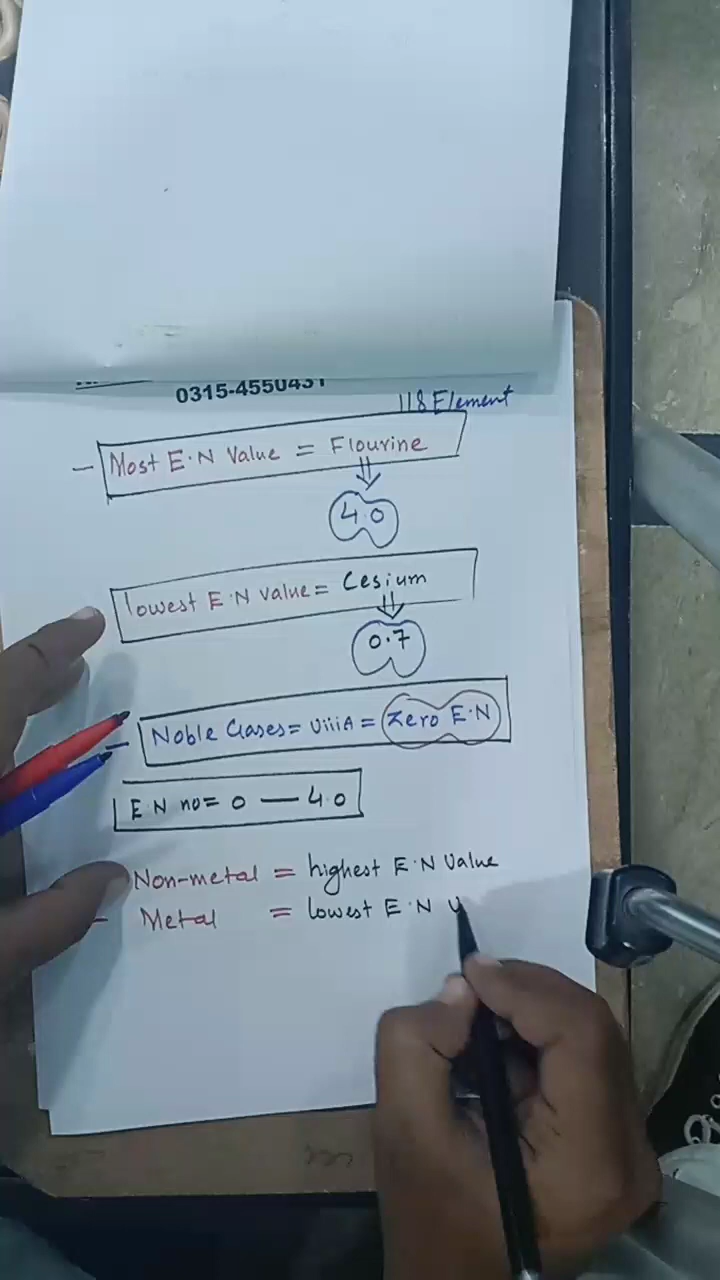 0315-4550431
118 Element
- Most E.N Value = Flourine
4.0
lowest E.N value = Cesium
0.7
- Noble Gases = viiiA = Zero E.N
E.N no = 0 — 4.0
Non-metal = highest E.N Value
- Metal = lowest E.N V